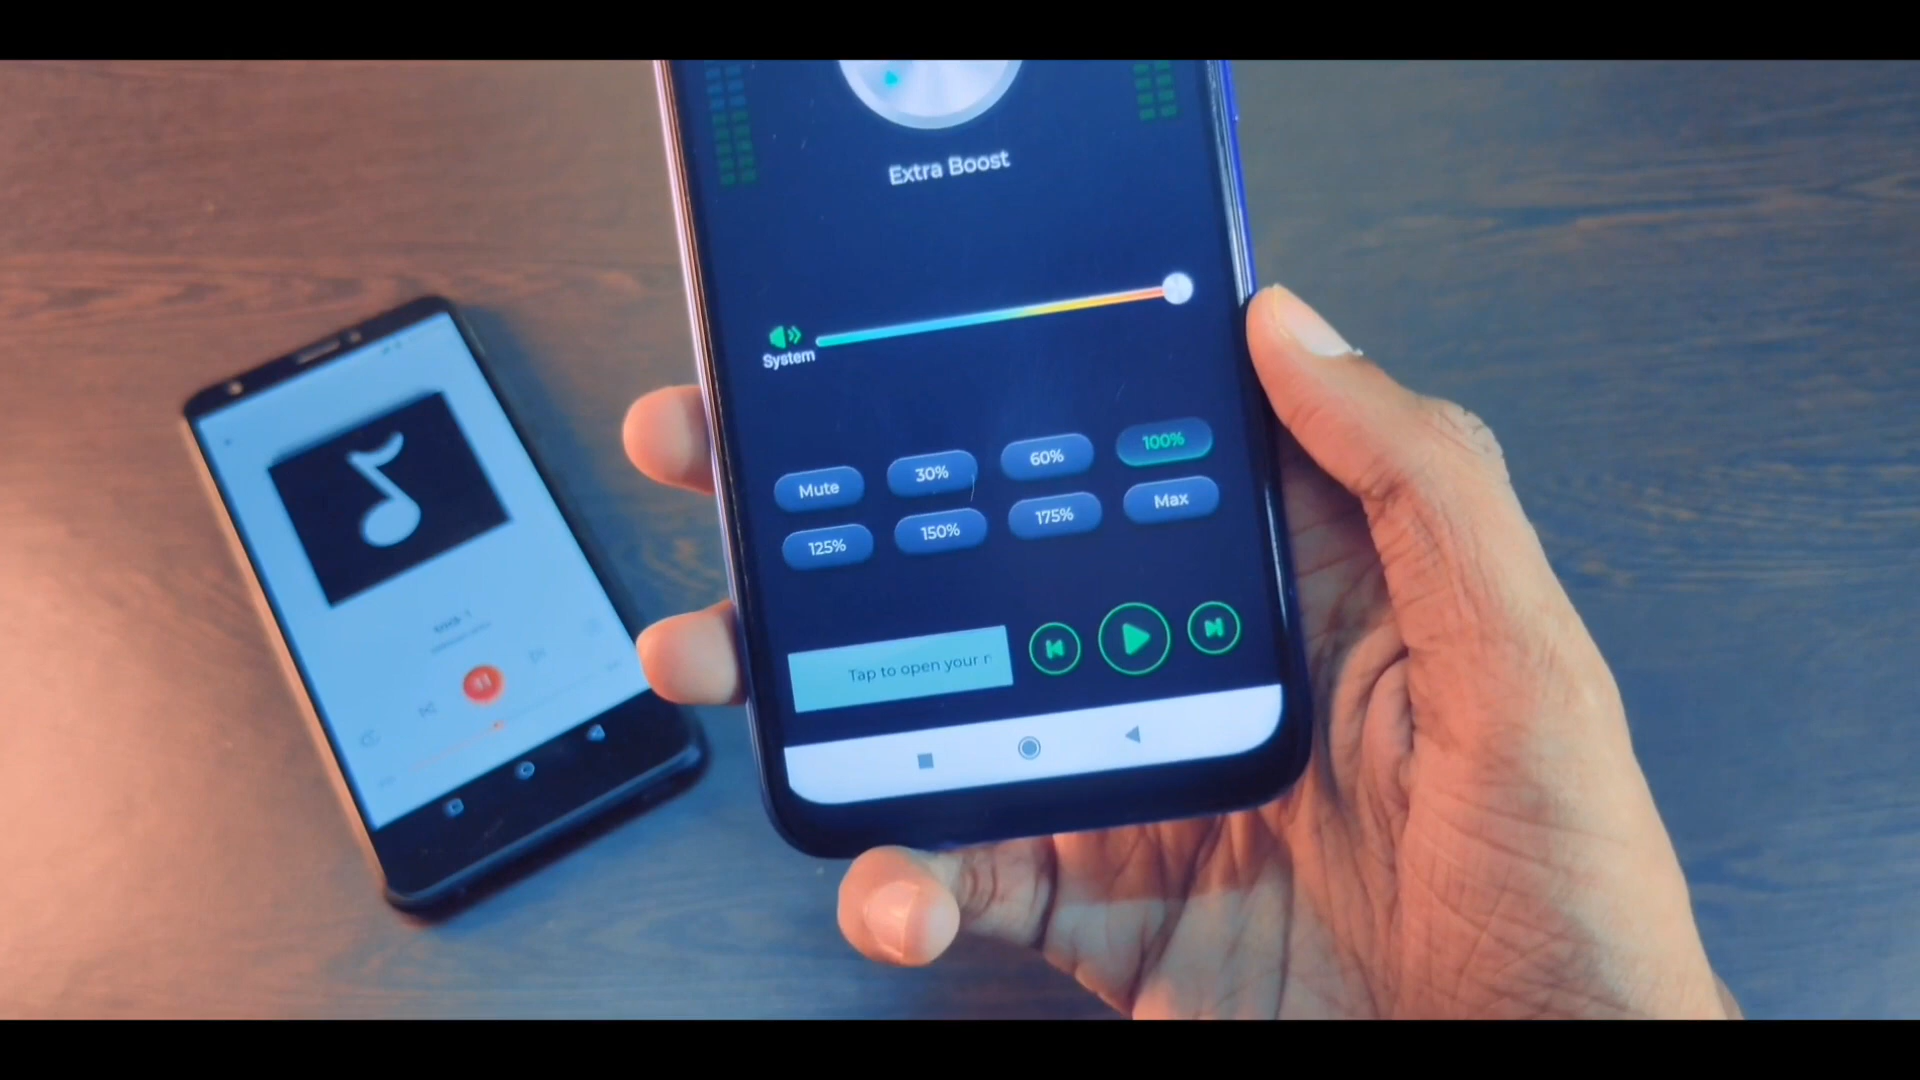 Extra Boost
System
Mute 30% 60% 100%
125% 150% 175% Max
Tap to open your